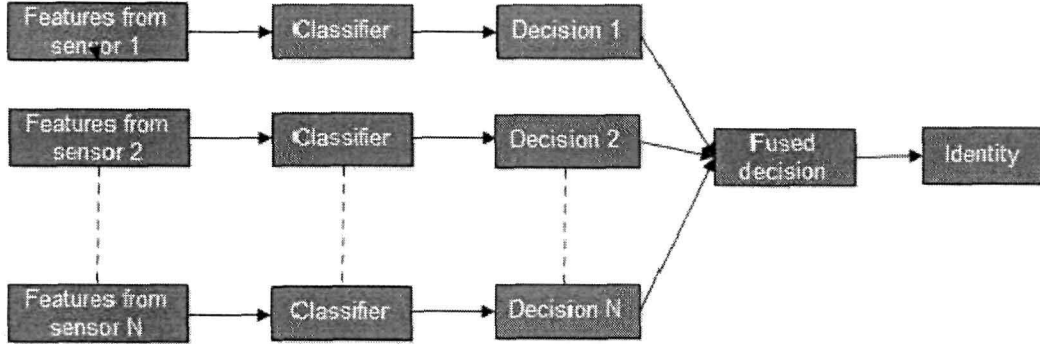 Features from
sensor 1
Classifier
Decision 1
Features from
sensor 2
Classifier
Decision 2
Fused
decision
Identity
Features from
sensor N
Classifier
Decision N